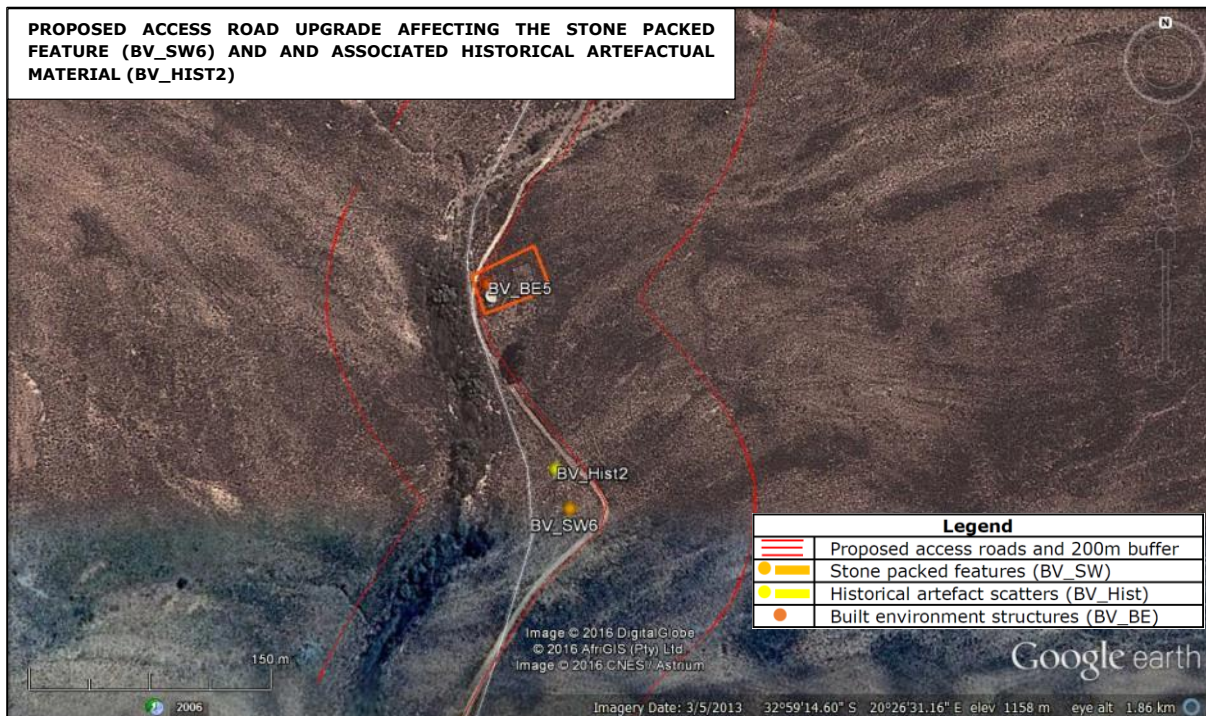 PROPOSED ACCESS ROAD UPGRADE AFFECTING THE STONE PACKED
FEATURE (BV_SW6) AND AND ASSOCIATED HISTORICAL ARTEFACTUAL
MATERIAL (BV_HIST2)
N
BV_BE5
BV_Hist2
BV_SW6
Legend
Proposed access roads and 200m buffer
Stone packed features (BV_SW)
Historical artefact scatters (BV_Hist)
Built environment structures (BV_BE)
Image © 2016 DigitalGlobe
© 2016 AfriGIS (Pty) Ltd
Image © 2016 CNES / Astrium
Google earth
150 m
2006
Imagery Date: 3/5/2013 32°59'14.60" S 20°26'31.16" E elev 1158 m eye alt 1.86 km